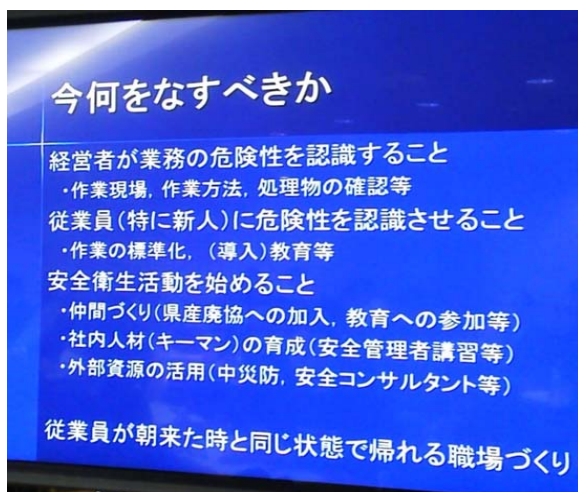 今何をなすべきか
経営者が業務の危険性を認識すること
・作業現場，作業方法，処理物の確認等
従業員（特に新人）に危険性を認識させること
・作業の標準化，（導入）教育等
安全衛生活動を始めること
・仲間づくり（県産廃協への加入，教育への参加等）
・社内人材（キーマン）の育成（安全管理者講習等）
・外部資源の活用（中災防，安全コンサルタント等）
従業員が朝来た時と同じ状態で帰れる職場づくり